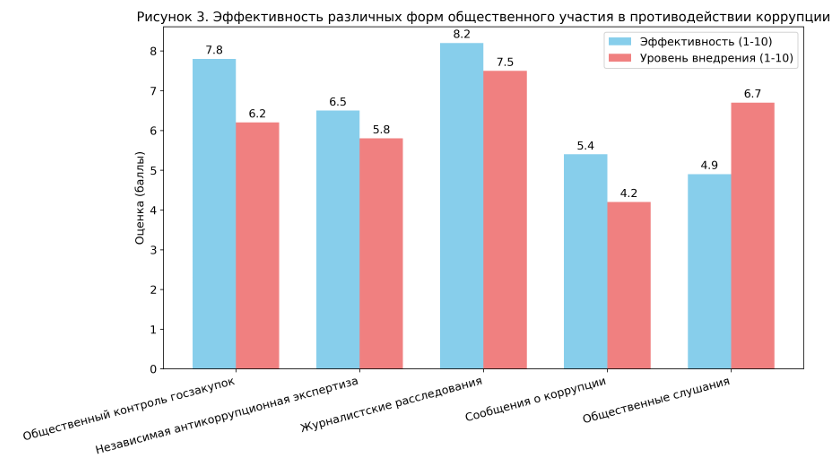 Рисунок 3. Эффективность различных форм общественного участия в противодействии коррупции
Эффективность (1-10)
Уровень внедрения (1-10)
Оценка (баллы)
8
7
6
5
4
3
2
1
0
7.8
6.2
6.5
5.8
8.2
7.5
5.4
4.2
4.9
6.7
Общественный контроль госзакупок
Независимая антикоррупционная экспертиза
Журналистские расследования
Сообщения о коррупции
Общественные слушания